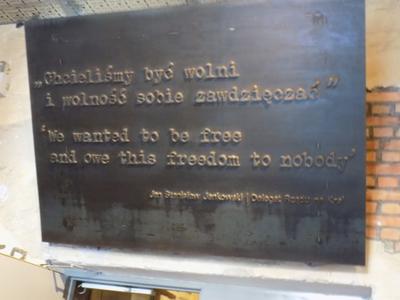 „Chcieliśmy być wolni
i wolność sobie zawdzięczać”
'We wanted to be free
and owe this freedom to nobody'
Jan Stanisław Jankowski | Delegat Rządu na Kraj